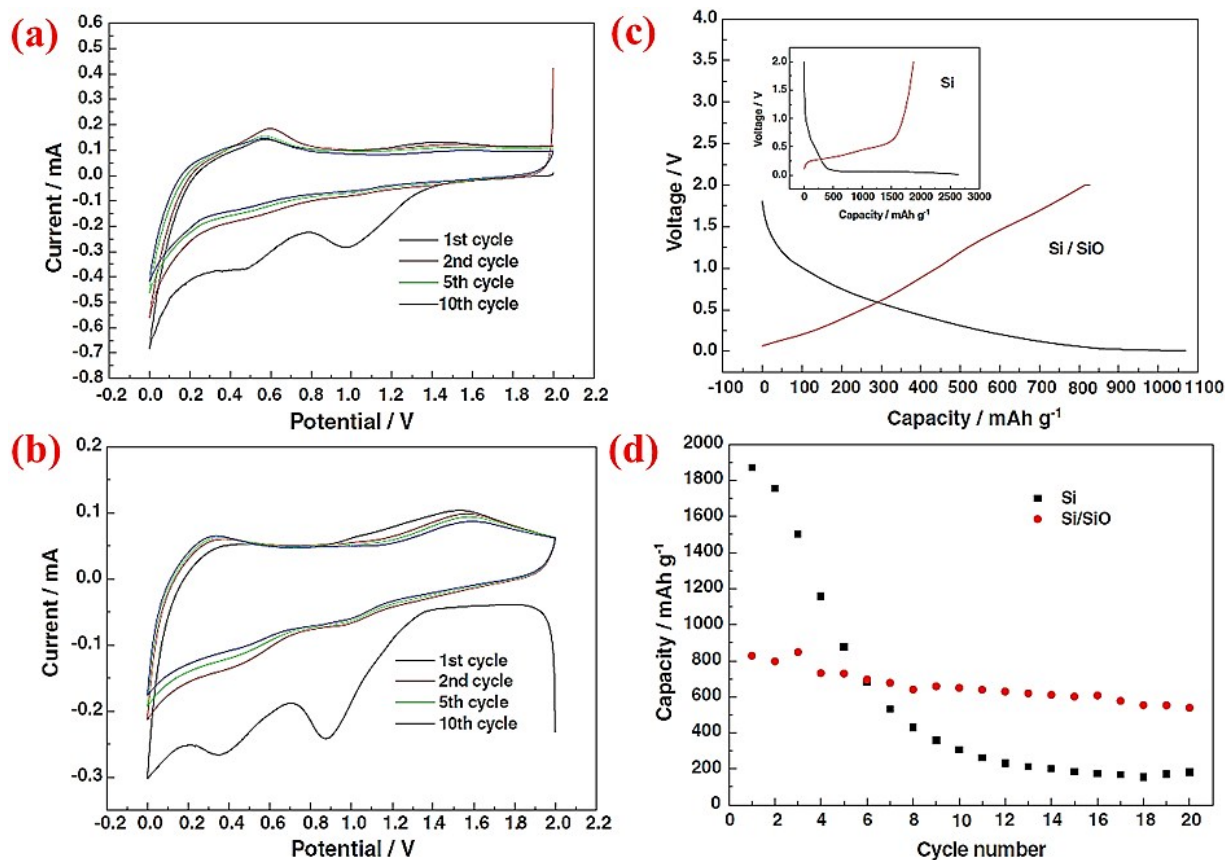 (a)
0.6
0.5
0.4
0.3
0.2
0.1
0.0
-0.1
-0.2
-0.3
-0.4
-0.5
-0.6
-0.7
-0.8
Current / mA
1st cycle
2nd cycle
5th cycle
10th cycle
-0.2 0.0 0.2 0.4 0.6 0.8 1.0 1.2 1.4 1.6 1.8 2.0 2.2
Potential / V
(c)
4.0
3.5
3.0
2.5
2.0
1.5
1.0
0.5
0.0
Voltage / V
2.0
1.5
1.0
0.5
0.0
Voltage / V
Si
0 500 1000 1500 2000 2500 3000
Capacity / mAh g-1
Si / SiO
-100 0 100 200 300 400 500 600 700 800 900 1000 1100
Capacity / mAh g-1
(b)
0.2
0.1
0.0
-0.1
-0.2
-0.3
Current / mA
1st cycle
2nd cycle
5th cycle
10th cycle
-0.2 0.0 0.2 0.4 0.6 0.8 1.0 1.2 1.4 1.6 1.8 2.0 2.2
Potential / V
(d)
2000
1800
1600
1400
1200
1000
800
600
400
200
0
Capacity / mAh g-1
Si
Si/SiO
0 2 4 6 8 10 12 14 16 18 20
Cycle number